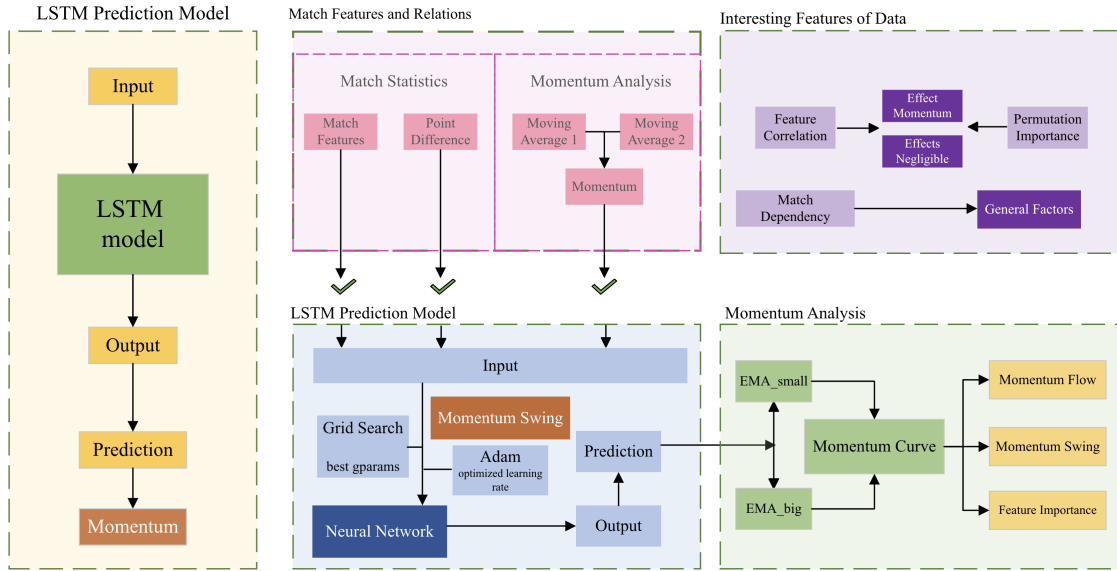 LSTM Prediction Model
Input
LSTM
model
Output
Prediction
Momentum
Match Features and Relations
Match Statistics
Match
Features
Point
Difference
Momentum Analysis
Moving
Average 1
Moving
Average 2
Momentum
Interesting Features of Data
Feature
Correlation
Effect
Momentum
Effects
Negligible
Permutation
Importance
Match
Dependency
General Factors
LSTM Prediction Model
Input
Grid Search
best gparams
Momentum Swing
Adam
optimized learning
rate
Neural Network
Output
Prediction
Momentum Analysis
EMA_small
EMA_big
Momentum Curve
Momentum Flow
Momentum Swing
Feature Importance